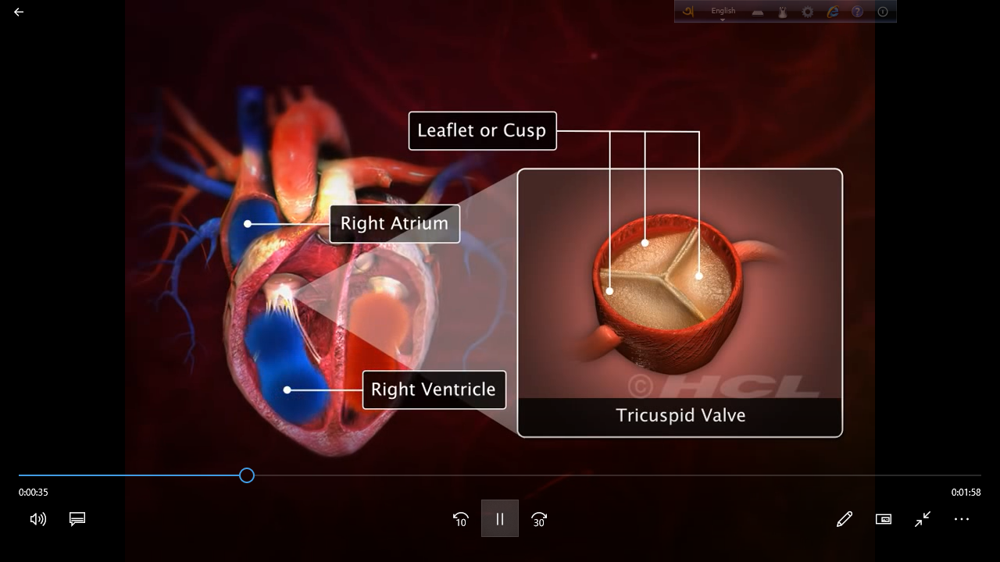 অ
English
Leaflet or Cusp
Right Atrium
Right Ventricle
©HCL
Tricuspid Valve
0:00:35
0:01:58
10
30